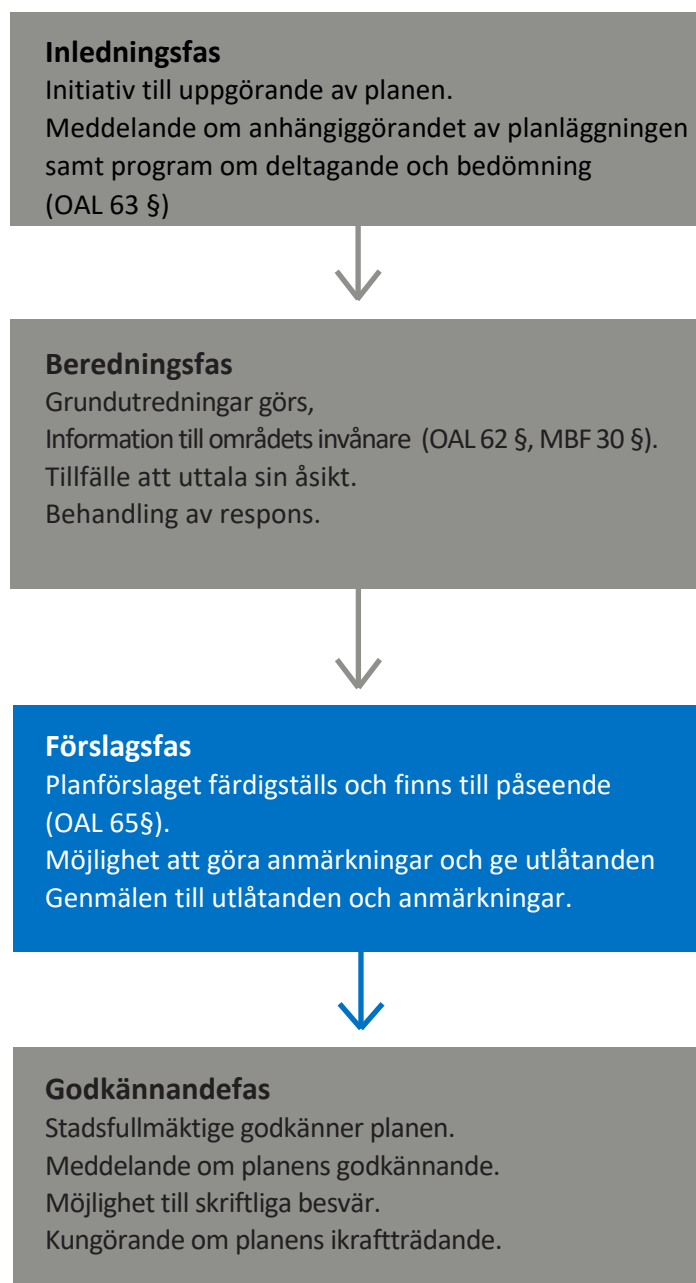 Inledningsfas
Initiativ till uppgörande av planen.
Meddelande om anhängiggörandet av planläggningen
samt program om deltagande och bedömning
(OAL 63 §)
Beredningsfas
Grundutredningar görs,
Information till områdets invånare (OAL 62 §, MBF 30 §).
Tillfälle att uttala sin åsikt.
Behandling av respons.
Förslagsfas
Planförslaget färdigställs och finns till påseende
(OAL 65§).
Möjlighet att göra anmärkningar och ge utlåtanden
Genmälen till utlåtanden och anmärkningar.
Godkännandefas
Stadsfullmäktige godkänner planen.
Meddelande om planens godkännande.
Möjlighet till skriftliga besvär.
Kungörande om planens ikraftträdande.